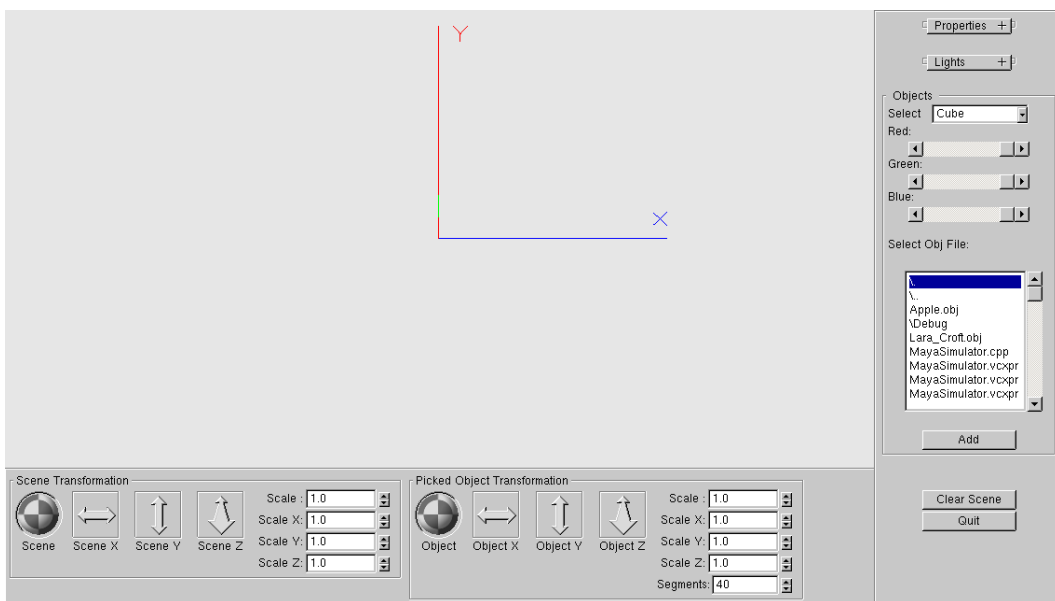 Y
X
Properties +
Lights +
Objects
Select Cube
Red:
Green:
Blue:
Select Obj File:
\.
\..
Apple.obj
\Debug
Lara_Croft.obj
MayaSimulator.cpp
MayaSimulator.vcxpr
MayaSimulator.vcxpr
MayaSimulator.vcxpr
Add
Clear Scene
Quit
Scene Transformation
Scene
Scene X
Scene Y
Scene Z
Scale : 1.0
Scale X: 1.0
Scale Y: 1.0
Scale Z: 1.0
Picked Object Transformation
Object
Object X
Object Y
Object Z
Scale : 1.0
Scale X: 1.0
Scale Y: 1.0
Scale Z: 1.0
Segments: 40